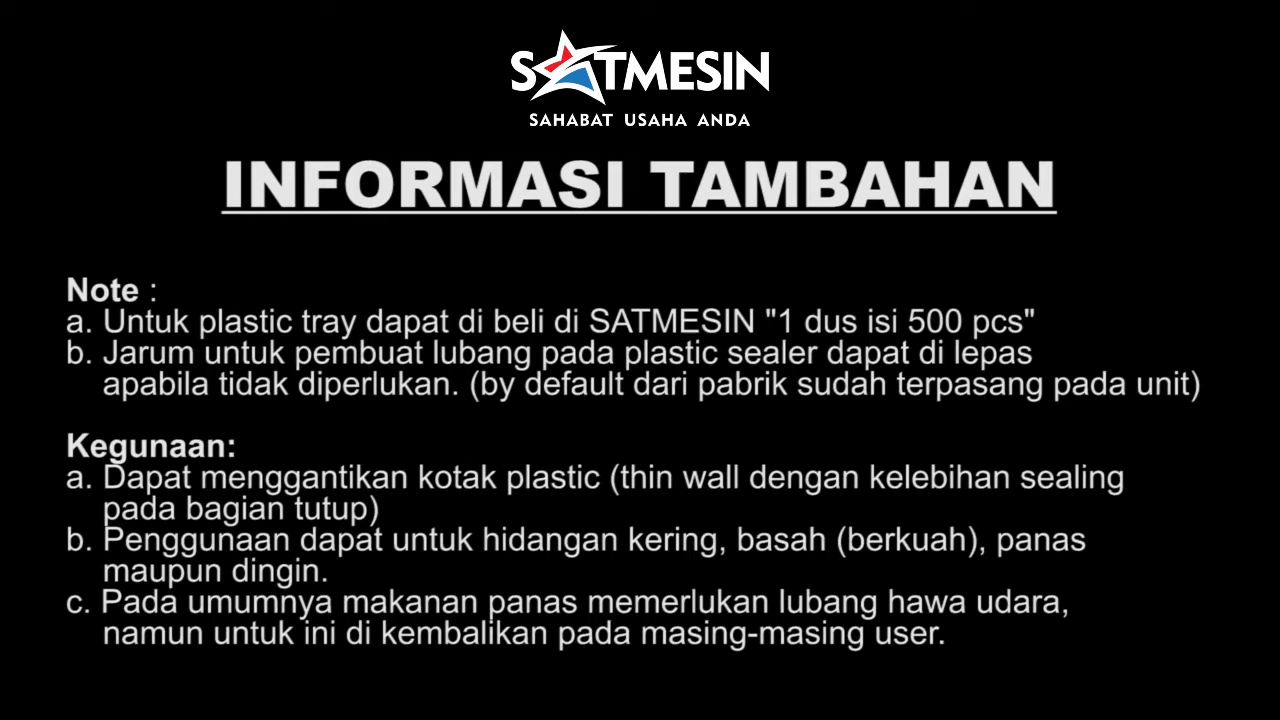 SATMESIN
SAHABAT USAHA ANDA
INFORMASI TAMBAHAN
Note :
a. Untuk plastic tray dapat di beli di SATMESIN "1 dus isi 500 pcs"
b. Jarum untuk pembuat lubang pada plastic sealer dapat di lepas
apabila tidak diperlukan. (by default dari pabrik sudah terpasang pada unit)
Kegunaan:
a. Dapat menggantikan kotak plastic (thin wall dengan kelebihan sealing
pada bagian tutup)
b. Penggunaan dapat untuk hidangan kering, basah (berkuah), panas
maupun dingin.
c. Pada umumnya makanan panas memerlukan lubang hawa udara,
namun untuk ini di kembalikan pada masing-masing user.